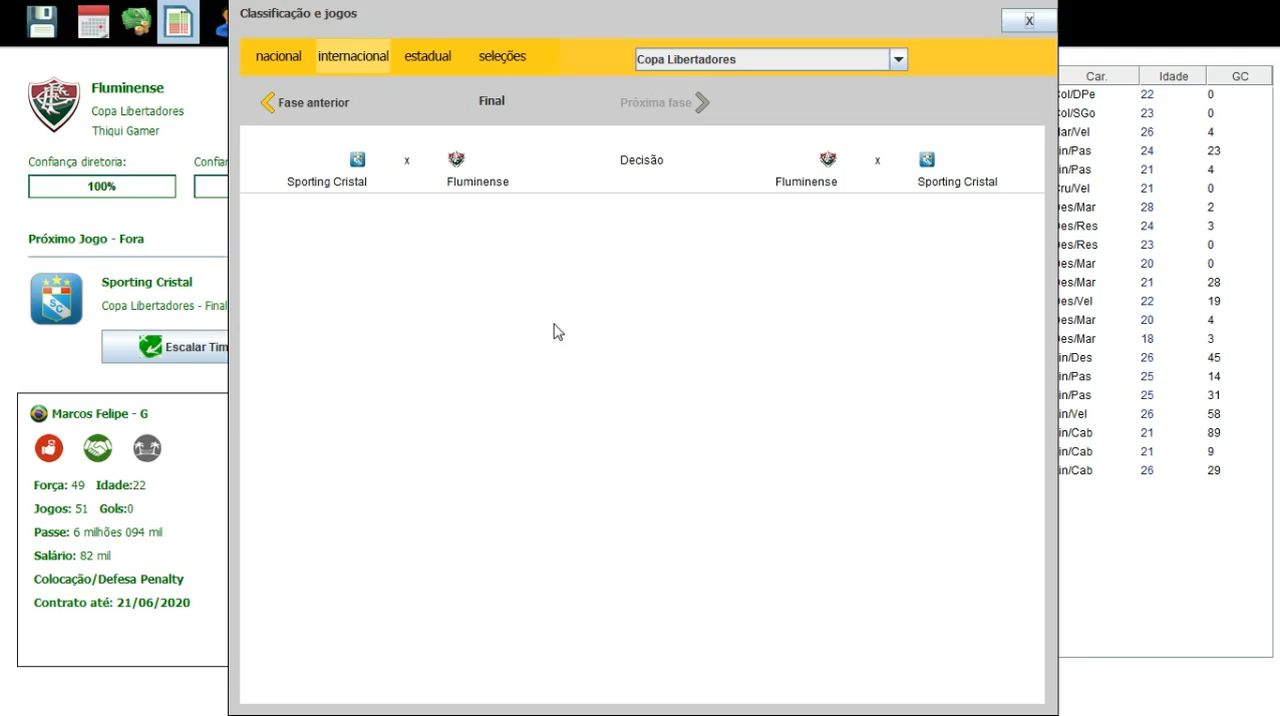 Classificação e jogos
X
nacional internacional estadual seleções Copa Libertadores
Fase anterior Final Próxima fase
x Decisão x
Sporting Cristal Fluminense Fluminense Sporting Cristal
Fluminense
Copa Libertadores
Thiqui Gamer
Confiança diretoria:
100%
Próximo Jogo - Fora
Sporting Cristal
Copa Libertadores - Final
Escalar Tim
SC
Marcos Felipe - G
Força: 49 Idade:22
Jogos: 51 Gols:0
Passe: 6 milhões 094 mil
Salário: 82 mil
Colocação/Defesa Penalty
Contrato até: 21/06/2020
Car. Idade GC
Col/DPe 22 0
Col/SGo 23 0
Mar/Vel 26 4
in/Pas 24 23
in/Pas 21 4
Cru/Vel 21 0
Des/Mar 28 2
Des/Res 24 3
Des/Res 23 0
Des/Mar 20 0
Des/Mar 21 28
Des/Vel 22 19
Des/Mar 20 4
Des/Mar 18 3
in/Des 26 45
in/Pas 25 14
in/Pas 25 31
in/Vel 26 58
in/Cab 21 89
in/Cab 21 9
in/Cab 26 29